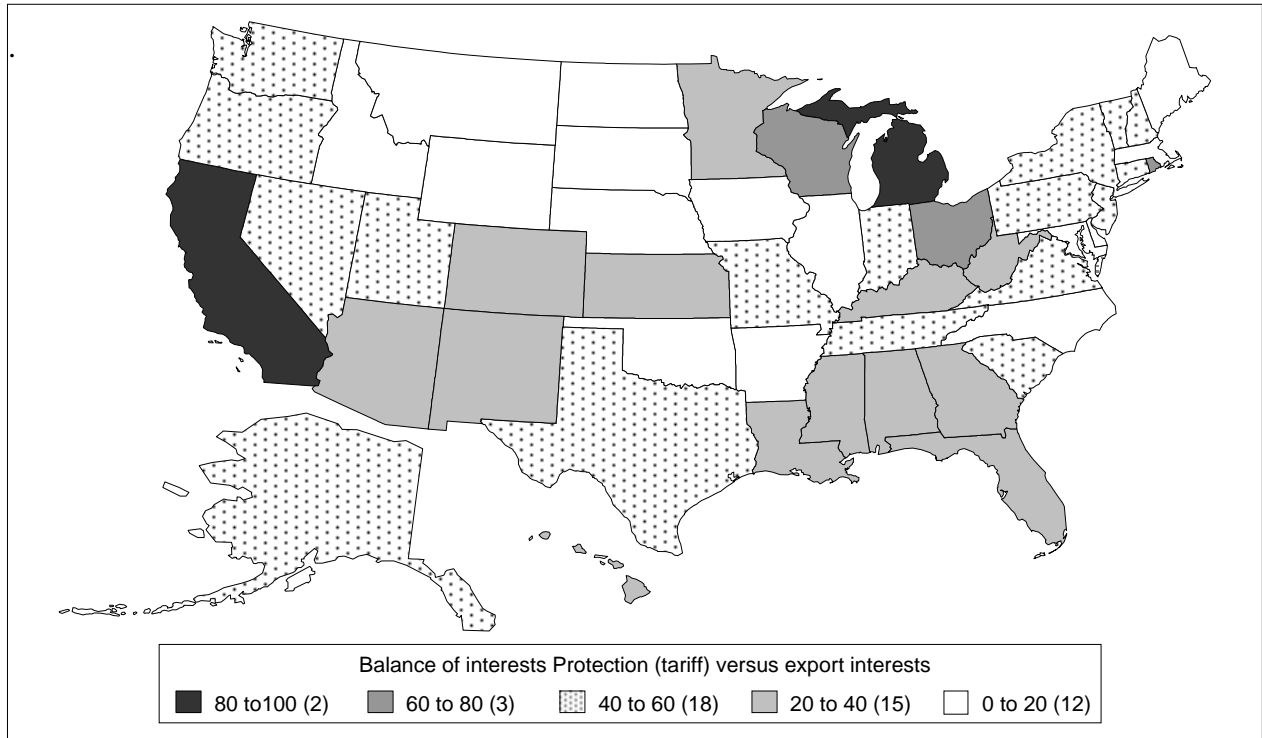 Balance of interests Protection (tariff) versus export interests
80 to100 (2) 60 to 80 (3) 40 to 60 (18) 20 to 40 (15) 0 to 20 (12)